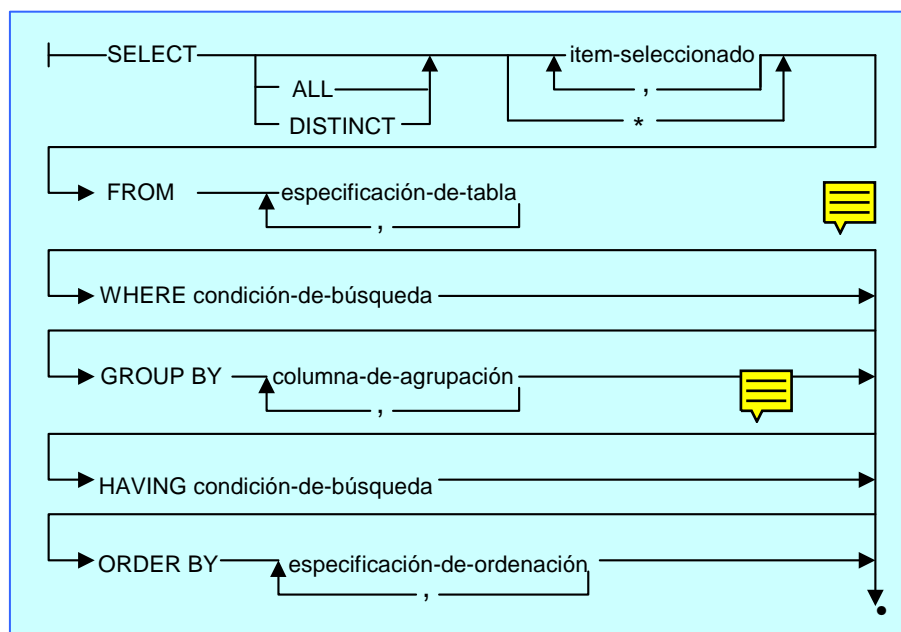 SELECT item-seleccionado
ALL ,
DISTINCT *
FROM especificación-de-tabla
,
WHERE condición-de-búsqueda
GROUP BY columna-de-agrupación
,
HAVING condición-de-búsqueda
ORDER BY especificación-de-ordenación
,